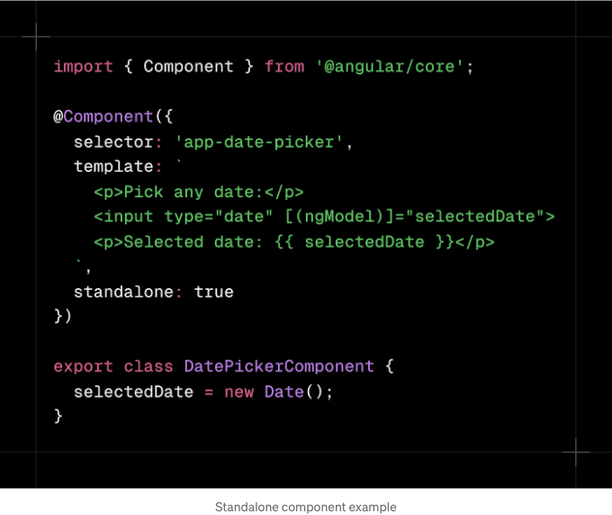 import { Component } from '@angular/core';
@Component({
  selector: 'app-date-picker',
  template: `
    <p>Pick any date:</p>
    <input type="date" [(ngModel)]="selectedDate">
    <p>Selected date: {{ selectedDate }}</p>
  `,
  standalone: true
})
export class DatePickerComponent {
  selectedDate = new Date();
}
Standalone component example